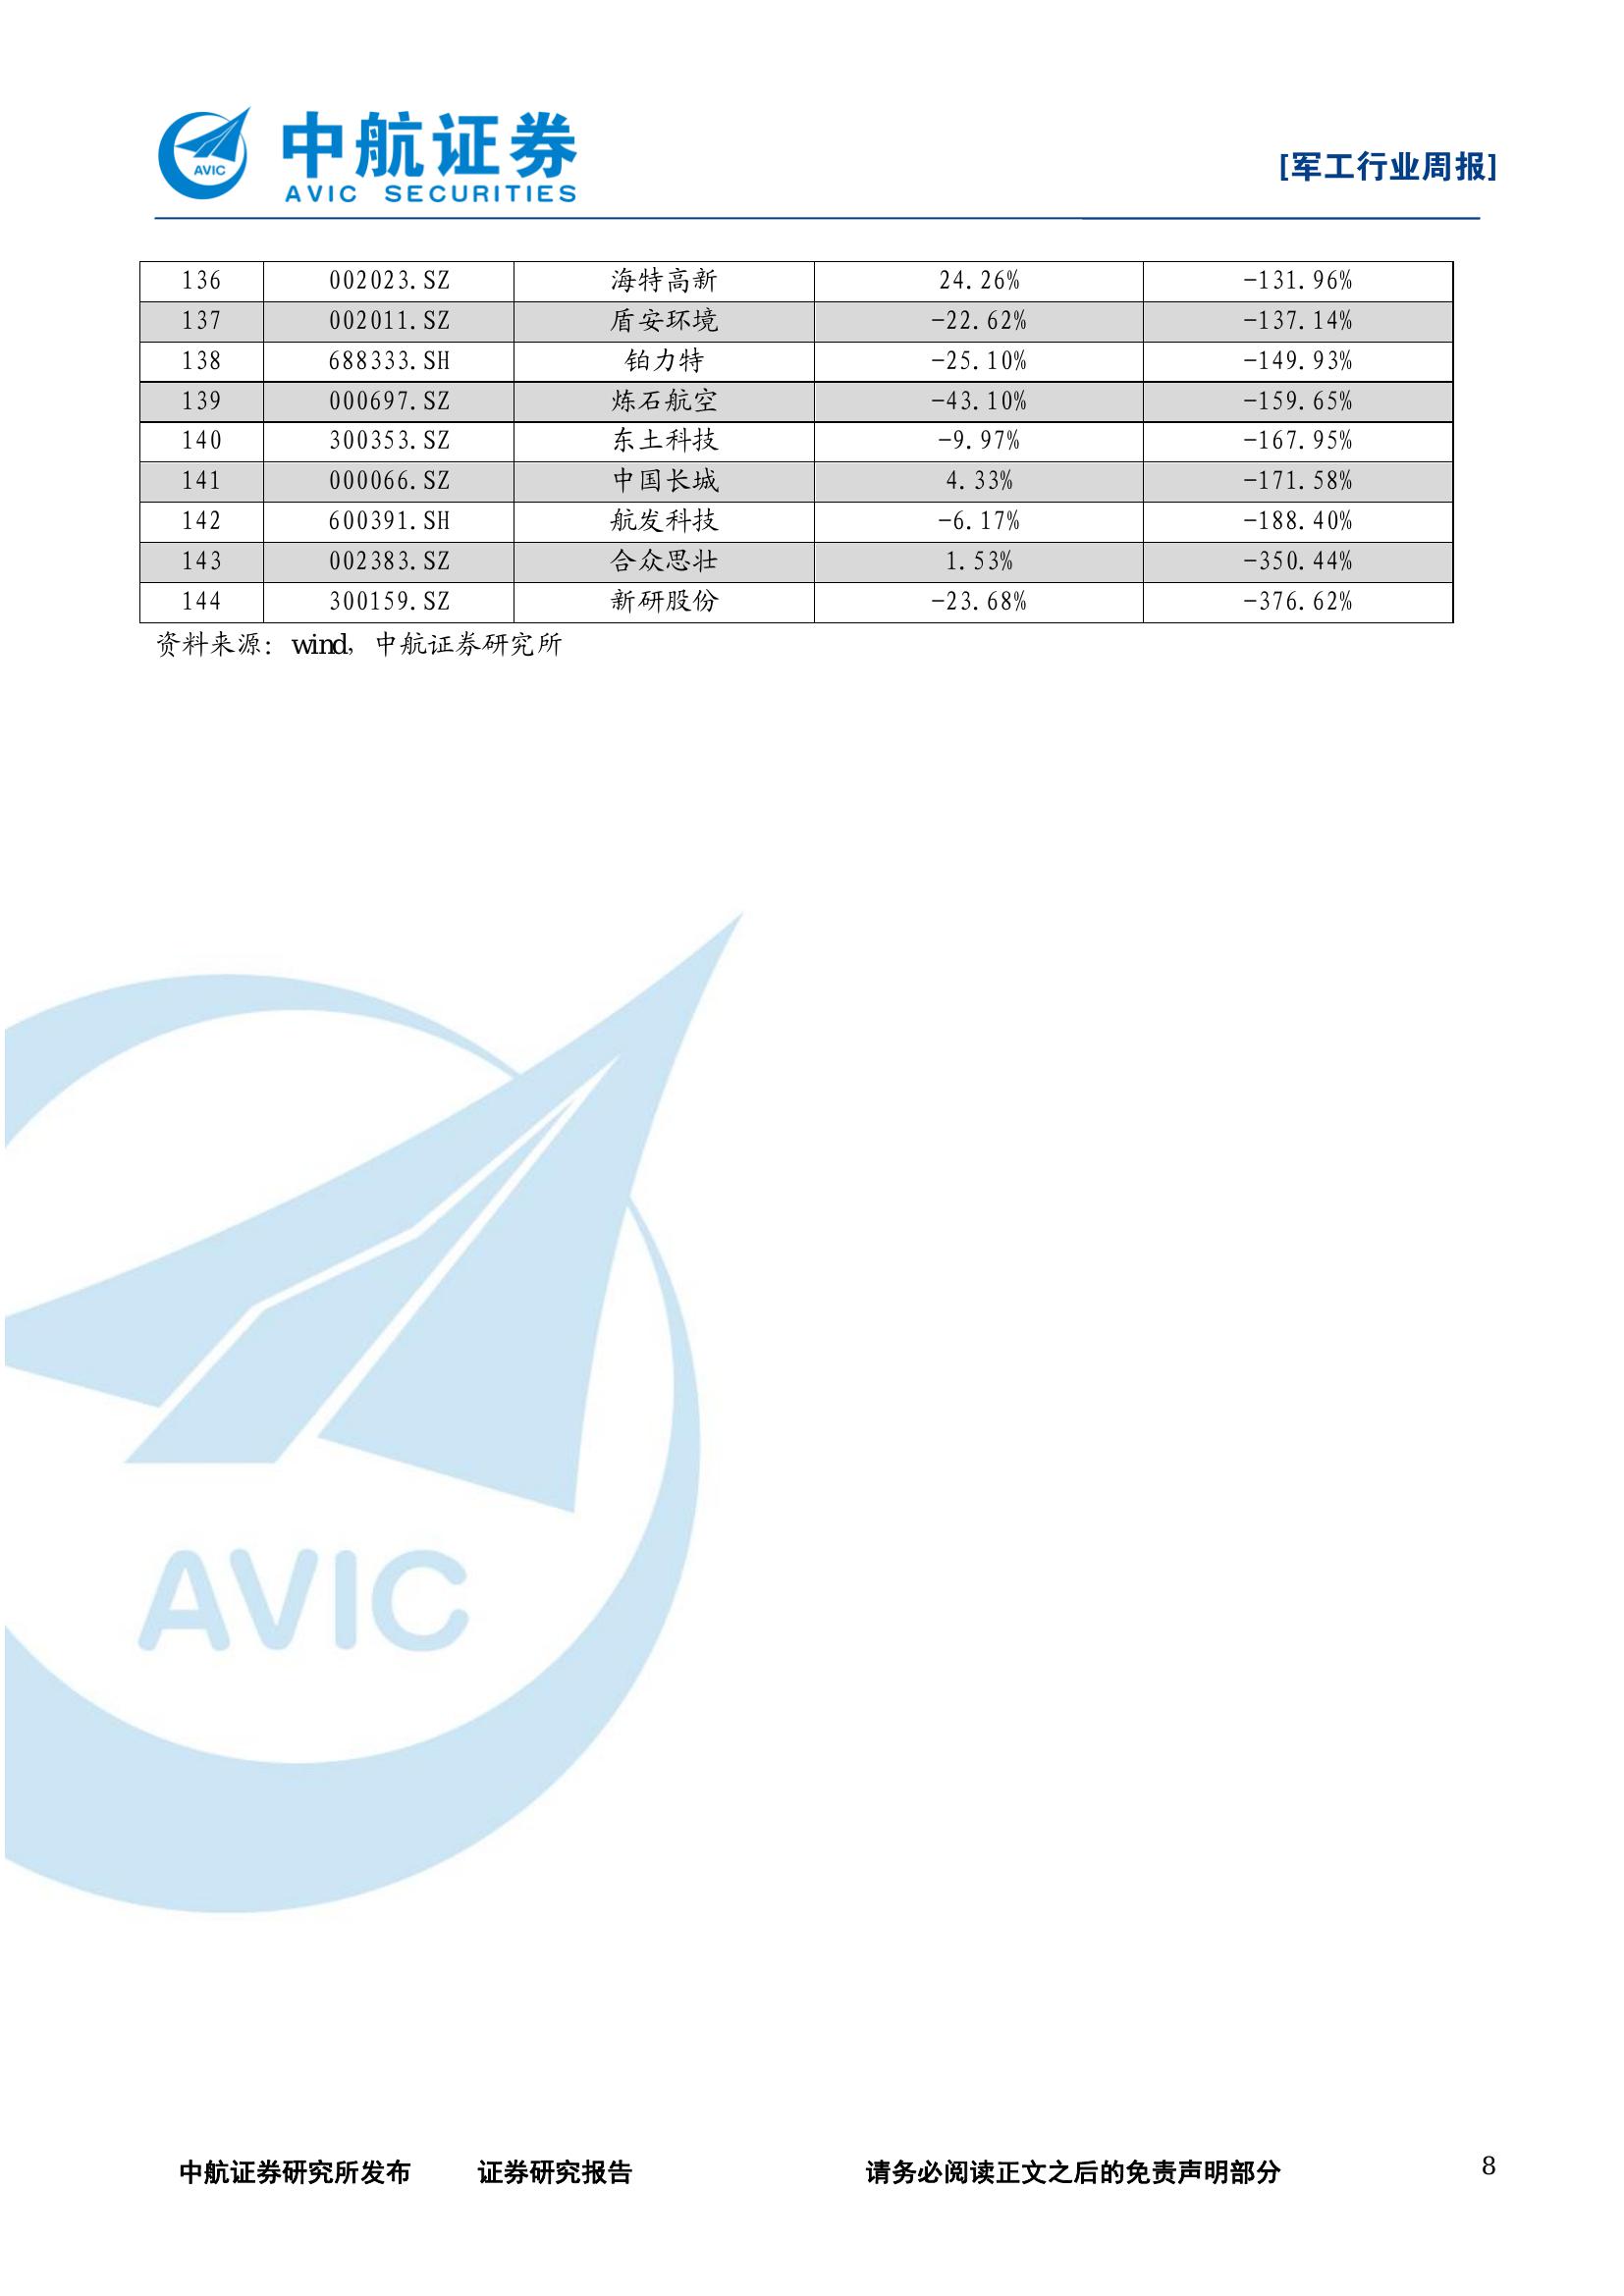 AVIC
中航证券
AVIC SECURITIES
[军工行业周报]
136 002023.SZ 海特高新 24.26% -131.96%
137 002011.SZ 盾安环境 -22.62% -137.14%
138 688333.SH 铂力特 -25.10% -149.93%
139 000697.SZ 炼石航空 -43.10% -159.65%
140 300353.SZ 东土科技 -9.97% -167.95%
141 000066.SZ 中国长城 4.33% -171.58%
142 600391.SH 航发科技 -6.17% -188.40%
143 002383.SZ 合众思壮 1.53% -350.44%
144 300159.SZ 新研股份 -23.68% -376.62%
资料来源：wind，中航证券研究所
AVIC
中航证券研究所发布 证券研究报告 请务必阅读正文之后的免责声明部分 8